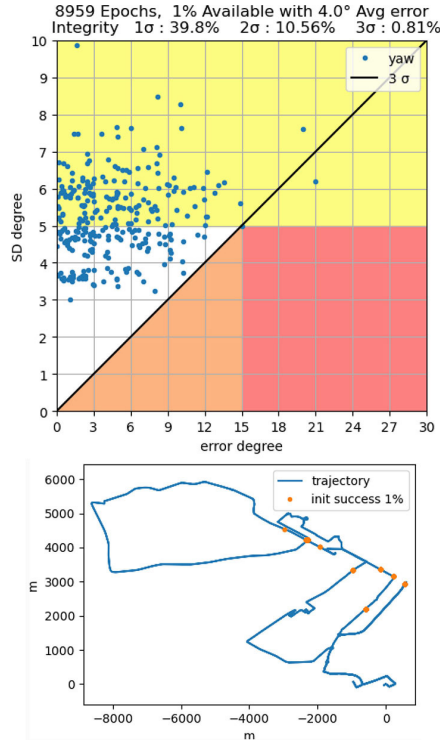 8959 Epochs,  1% Available with 4.0° Avg error
Integrity    1σ : 39.8%     2σ : 10.56%     3σ : 0.81%
10
9
8
7
6
5
4
3
2
1
0
SD degree
yaw
3 σ
0 3 6 9 12 15 18 21 24 27 30
error degree
6000
5000
4000
3000
2000
1000
0
m
trajectory
init success 1%
−8000 −6000 −4000 −2000 0
m